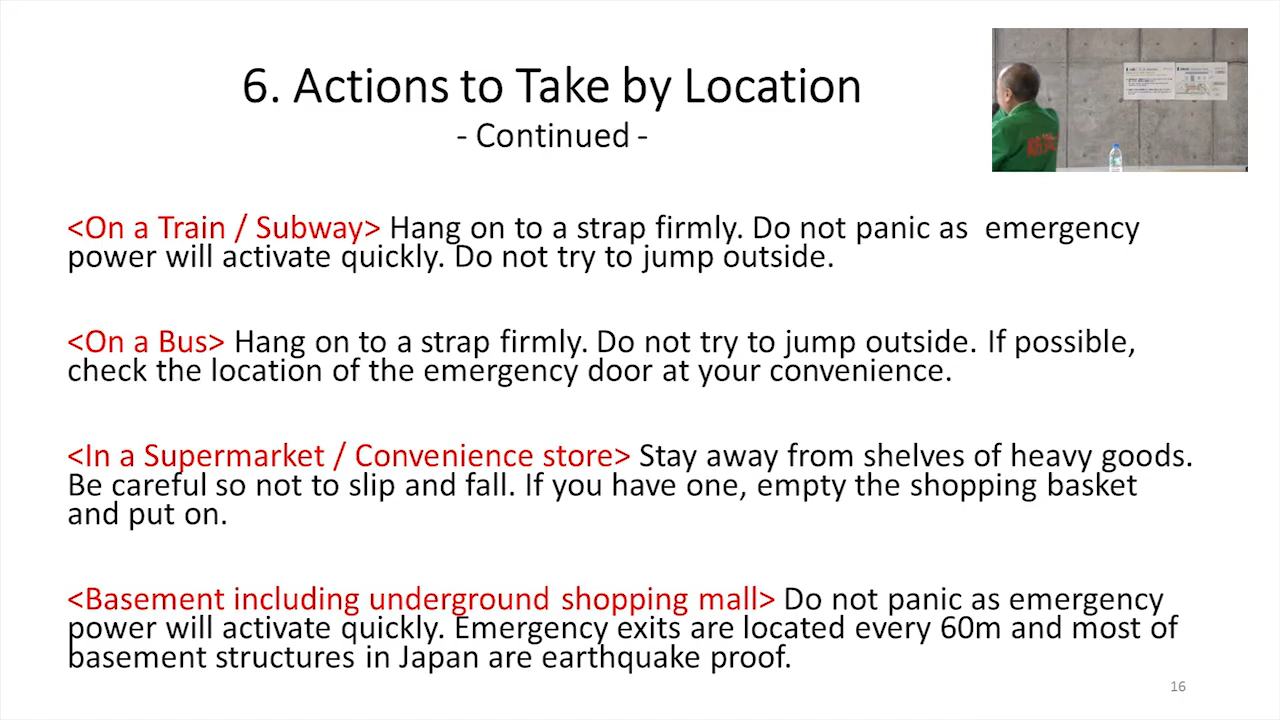 6. Actions to Take by Location
- Continued -
<On a Train / Subway> Hang on to a strap firmly. Do not panic as  emergency
power will activate quickly. Do not try to jump outside.
<On a Bus> Hang on to a strap firmly. Do not try to jump outside. If possible,
check the location of the emergency door at your convenience.
<In a Supermarket / Convenience store> Stay away from shelves of heavy goods.
Be careful so not to slip and fall. If you have one, empty the shopping basket
and put on.
<Basement including underground shopping mall> Do not panic as emergency
power will activate quickly. Emergency exits are located every 60m and most of
basement structures in Japan are earthquake proof.
16